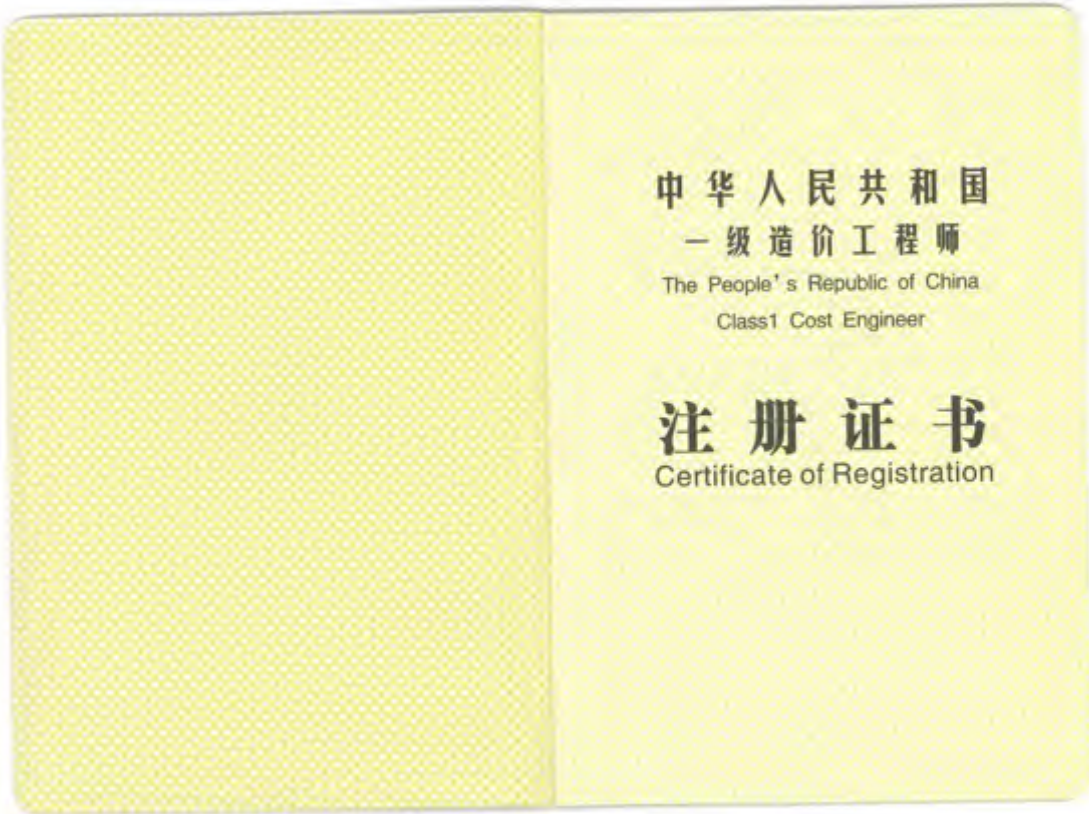 中华人民共和国
一级造价工程师
The People's Republic of China
Class1 Cost Engineer
注册证书
Certificate of Registration